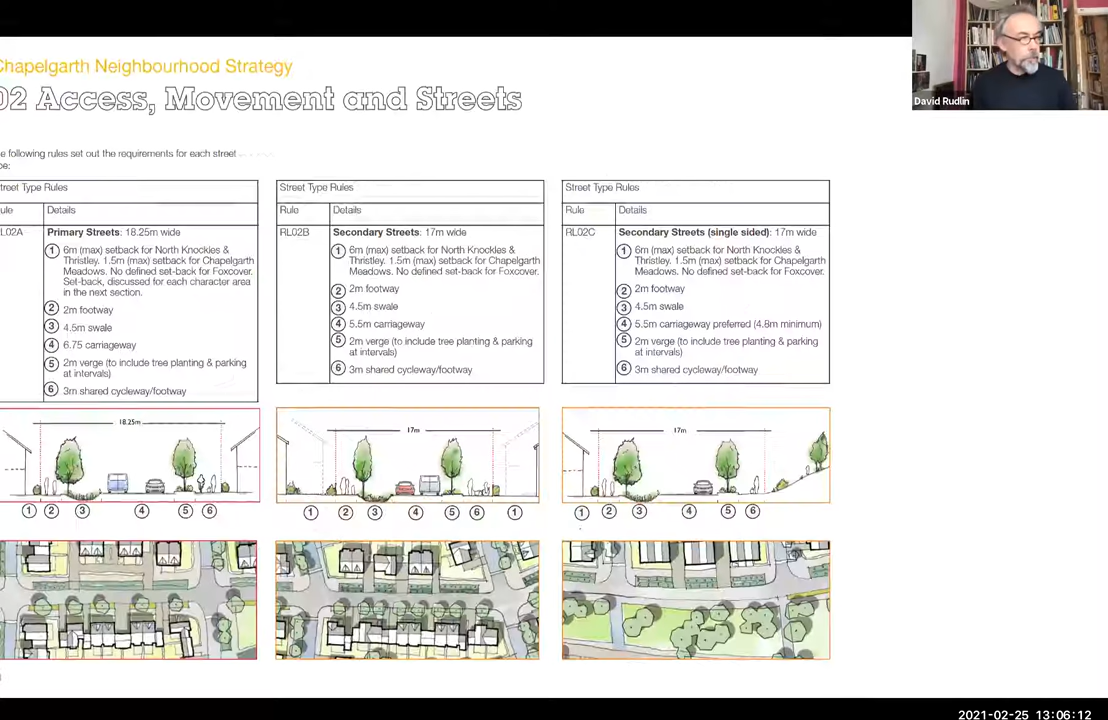 Chapelgarth Neighbourhood Strategy
02 Access, Movement and Streets
David Rudlin
e following rules set out the requirements for each street
pe:
treet Type Rules
ule
Details
L02A
Primary Streets: 18.25m wide
1 6m (max) setback for North Knockles &
Thristley. 1.5m (max) setback for Chapelgarth
Meadows. No defined set-back for Foxcover.
Set-back, discussed for each character area
in the next section.
2 2m footway
3 4.5m swale
4 6.75 carriageway
5 2m verge (to include tree planting & parking
at intervals)
6 3m shared cycleway/footway
Street Type Rules
Rule
Details
RL02B
Secondary Streets: 17m wide
1 6m (max) setback for North Knockles &
Thristley. 1.5m (max) setback for Chapelgarth
Meadows. No defined set-back for Foxcover.
2 2m footway
3 4.5m swale
4 5.5m carriageway
5 2m verge (to include tree planting & parking
at intervals)
6 3m shared cycleway/footway
Street Type Rules
Rule
Details
RL02C
Secondary Streets (single sided): 17m wide
1 6m (max) setback for North Knockles &
Thristley. 1.5m (max) setback for Chapelgarth
Meadows. No defined set-back for Foxcover.
2 2m footway
3 4.5m swale
4 5.5m carriageway preferred (4.8m minimum)
5 2m verge (to include tree planting & parking
at intervals)
6 3m shared cycleway/footway
18.25m
1 2 3 4 5 6
17m
1 2 3 4 5 6 1
17m
1 2 3 4 5 6
2021-02-25 13:06:12